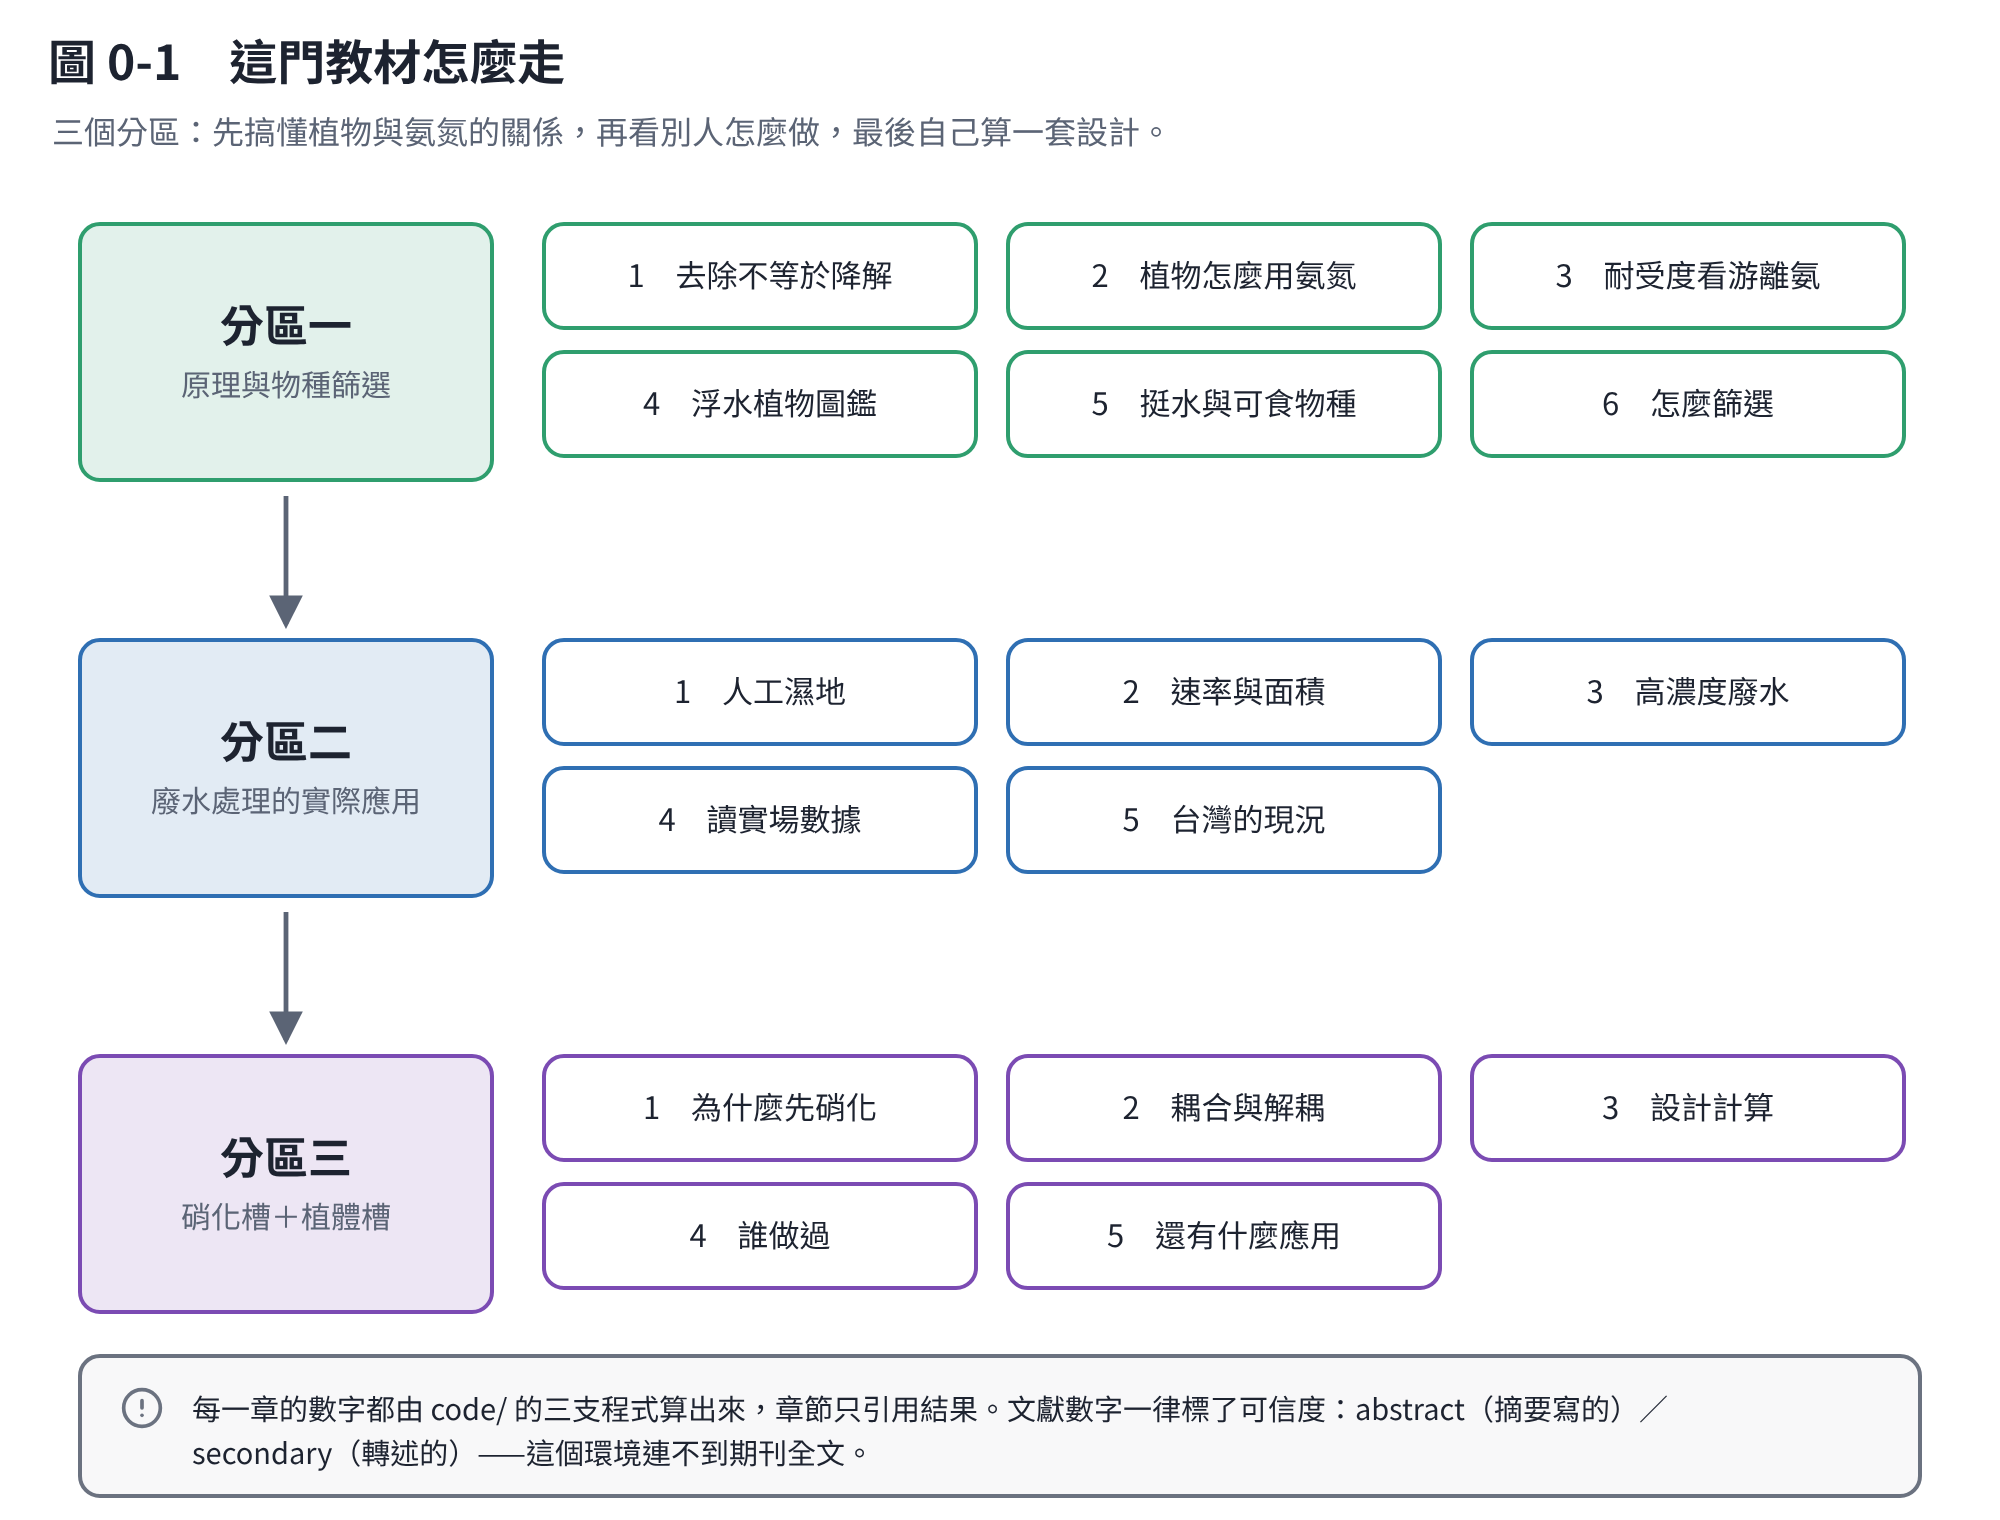 圖 0-1　這門教材怎麼走
三個分區：先搞懂植物與氨氮的關係，再看別人怎麼做，最後自己算一套設計。
分區一
原理與物種篩選
1　去除不等於降解
2　植物怎麼用氨氮
3　耐受度看游離氨
4　浮水植物圖鑑
5　挺水與可食物種
6　怎麼篩選
分區二
廢水處理的實際應用
1　人工濕地
2　速率與面積
3　高濃度廢水
4　讀實場數據
5　台灣的現況
分區三
硝化槽＋植體槽
1　為什麼先硝化
2　耦合與解耦
3　設計計算
4　誰做過
5　還有什麼應用
每一章的數字都由 code/ 的三支程式算出來，章節只引用結果。文獻數字一律標了可信度：abstract（摘要寫的）／
secondary（轉述的）——這個環境連不到期刊全文。